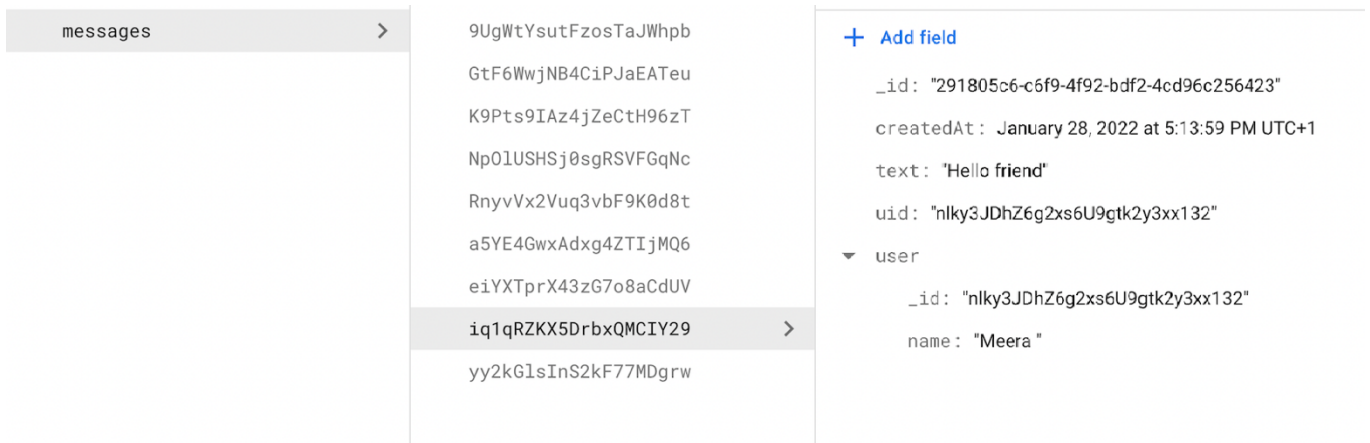 messages
9UgWtYsutFzosTaJWhpb
GtF6WwjNB4CiPJaEATeu
K9Pts9IAz4jZeCtH96zT
NpOlUSHSj0sgRSVFGqNc
RnyvVx2Vuq3vbF9K0d8t
a5YE4GwxAdxg4ZTIjMQ6
eiYXTprX43zG7o8aCdUV
iq1qRZKX5DrbxQMCIY29
yy2kGlsInS2kF77MDgrw
+ Add field
_id: "291805c6-c6f9-4f92-bdf2-4cd96c256423"
createdAt: January 28, 2022 at 5:13:59 PM UTC+1
text: "Hello friend"
uid: "nlky3JDhZ6g2xs6U9gtk2y3xx132"
user
_id: "nlky3JDhZ6g2xs6U9gtk2y3xx132"
name: "Meera "